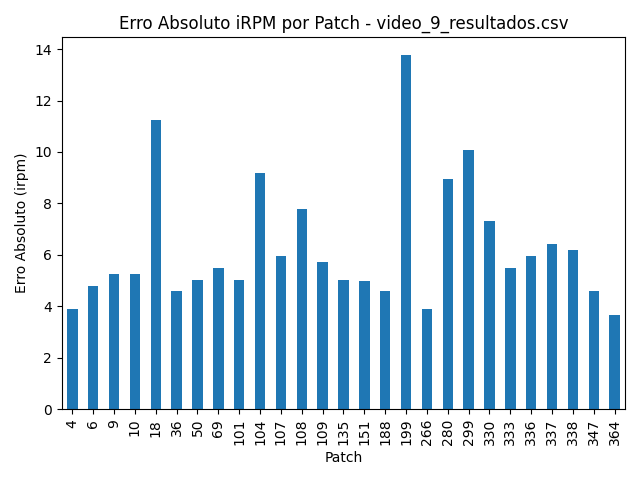 Erro Absoluto iRPM por Patch - video_9_resultados.csv
Erro Absoluto (irpm)
14
12
10
8
6
4
2
0
4 6 9 10 18 36 50 69 101 104 107 108 109 135 151 188 199 266 280 299 330 333 336 337 338 347 364
Patch